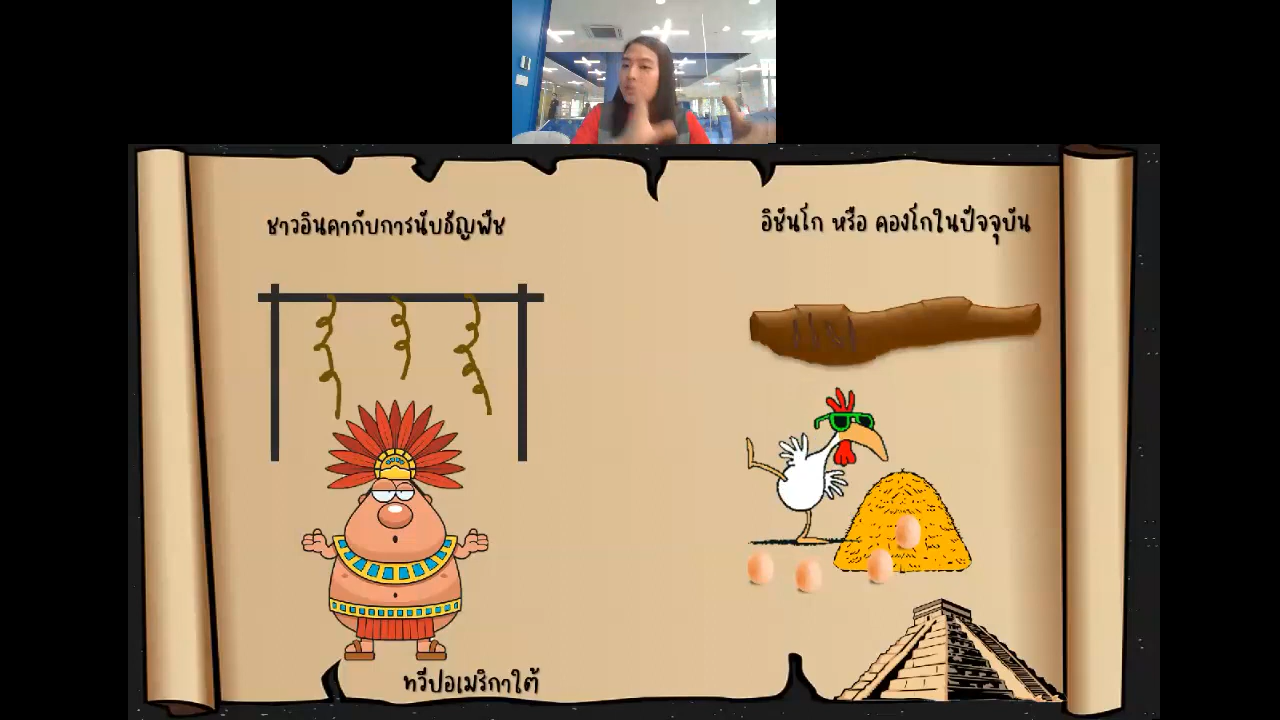 ชาวอินคากับการนับธัญพืช
อิชันโก หรือ คองโกในปัจจุบัน
ทวีปอเมริกาใต้